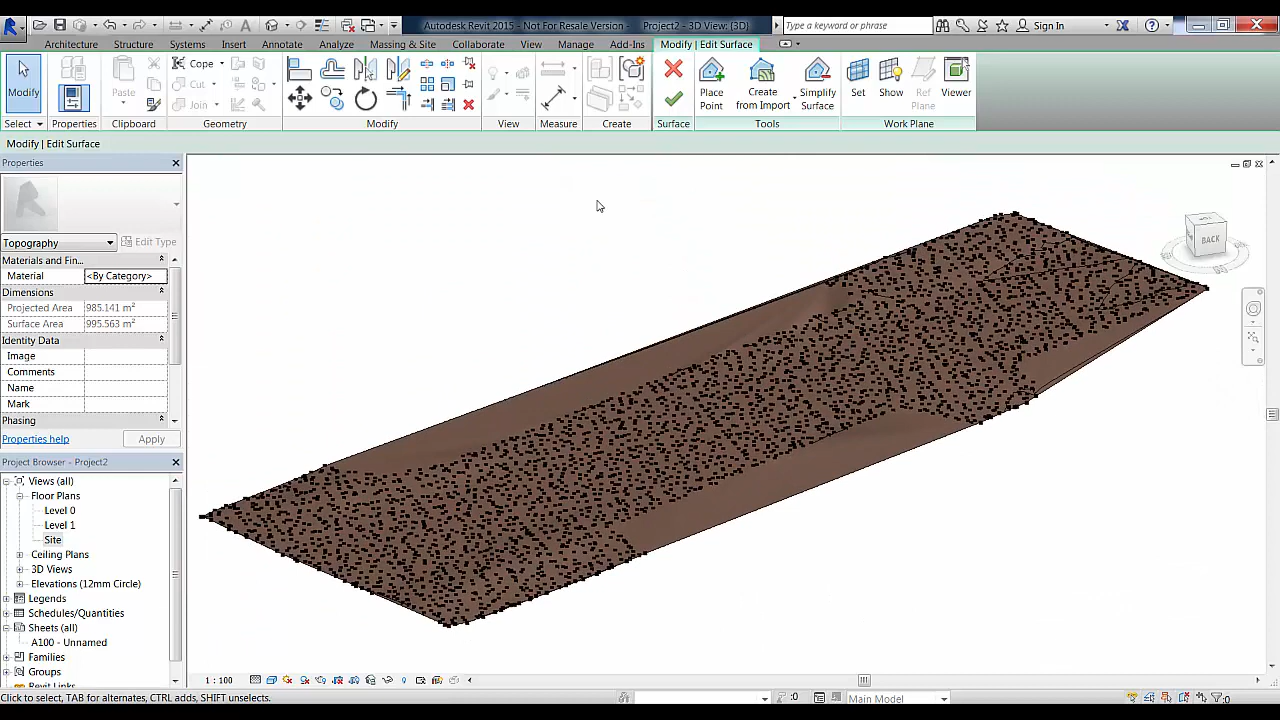 Autodesk Revit 2015 - Not For Resale Version - Project2 - 3D View: {3D}
Type a keyword or phrase
Sign In
Architecture Structure Systems Insert Annotate Analyze Massing & Site Collaborate View Manage Add-Ins Modify | Edit Surface
Modify
Paste
Cope
Cut
Join
Place Point
Create from Import
Simplify Surface
Set
Show
Ref Plane
Viewer
Select Properties Clipboard Geometry Modify View Measure Create Surface Tools Work Plane
Modify | Edit Surface
Properties
Topography
Edit Type
Materials and Fin...
Material <By Category>
Dimensions
Projected Area 985.141 m²
Surface Area 995.563 m²
Identity Data
Image
Comments
Name
Mark
Phasing
Properties help
Apply
BACK
Project Browser - Project2
Views (all)
Floor Plans
Level 0
Level 1
Site
Ceiling Plans
3D Views
Elevations (12mm Circle)
Legends
Schedules/Quantities
Sheets (all)
A100 - Unnamed
Families
Groups
Revit Links
1 : 100
Click to select, TAB for alternates, CTRL adds, SHIFT unselects.
:0
Main Model
:0